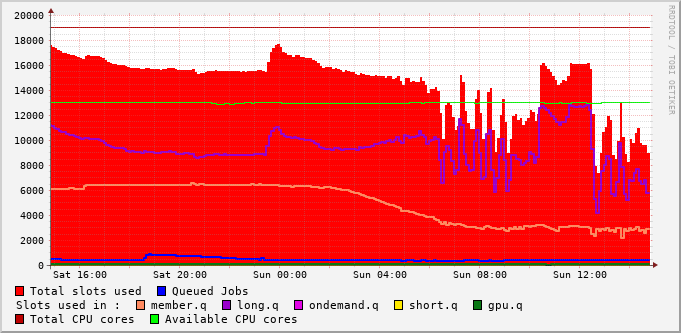 20000
18000
16000
14000
12000
10000
8000
6000
4000
2000
0
Sat 16:00 Sat 20:00 Sun 00:00 Sun 04:00 Sun 08:00 Sun 12:00
Total slots used Queued Jobs
Slots used in : member.q long.q ondemand.q short.q gpu.q
Total CPU cores Available CPU cores
RRDTOOL / TOBI OETIKER